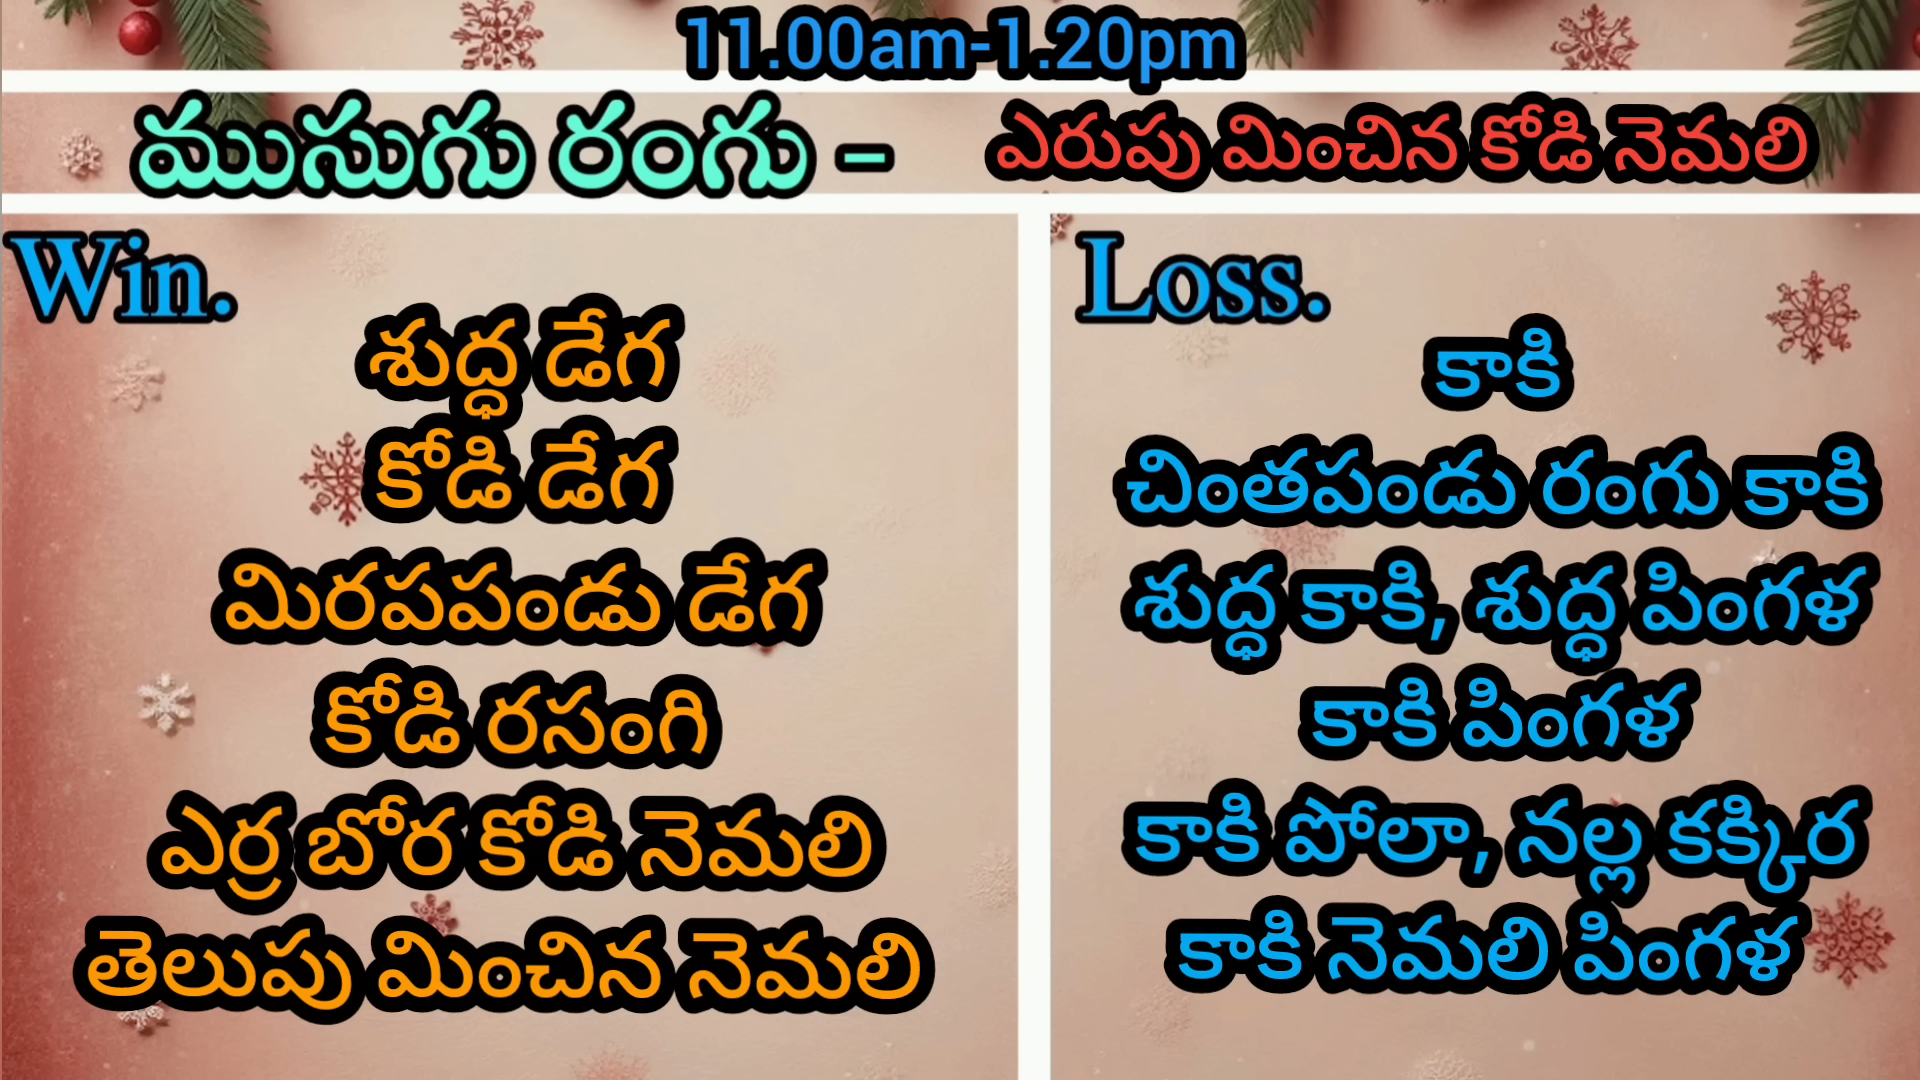 11.00am-1.20pm
ముసుగు రంగు - ఎరుపు మించిన కోడి నెమలి
Win.
శుద్ధ డేగ
కోడి డేగ
మిరపపండు డేగ
కోడి రసంగి
ఎర్ర బోర కోడి నెమలి
తెలుపు మించిన నెమలి
Loss.
కాకి
చింతపండు రంగు కాకి
శుద్ధ కాకి, శుద్ధ పింగళ
కాకి పింగళ
కాకి పోలా, నల్ల కక్కిర
కాకి నెమలి పింగళ